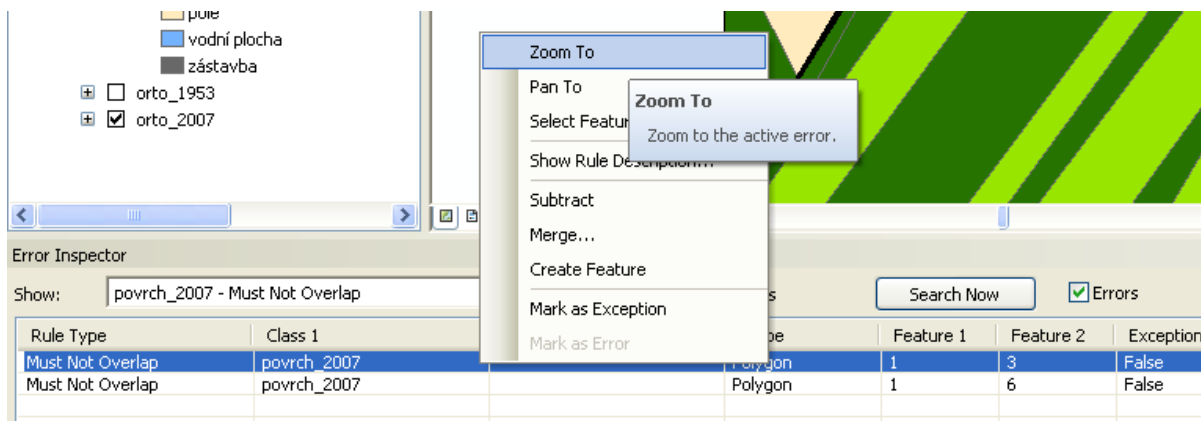 pole
vodní plocha
zástavba
orto_1953
orto_2007
Zoom To
Pan To
Select Featur
Show Rule Description...
Subtract
Merge...
Create Feature
Mark as Exception
Mark as Error
Zoom To
Zoom to the active error.
Error Inspector
Show: povrch_2007 - Must Not Overlap Search Now Errors
Rule Type Class 1 Feature 1 Feature 2 Exception
Must Not Overlap povrch_2007 Polygon 1 3 False
Must Not Overlap povrch_2007 Polygon 1 6 False